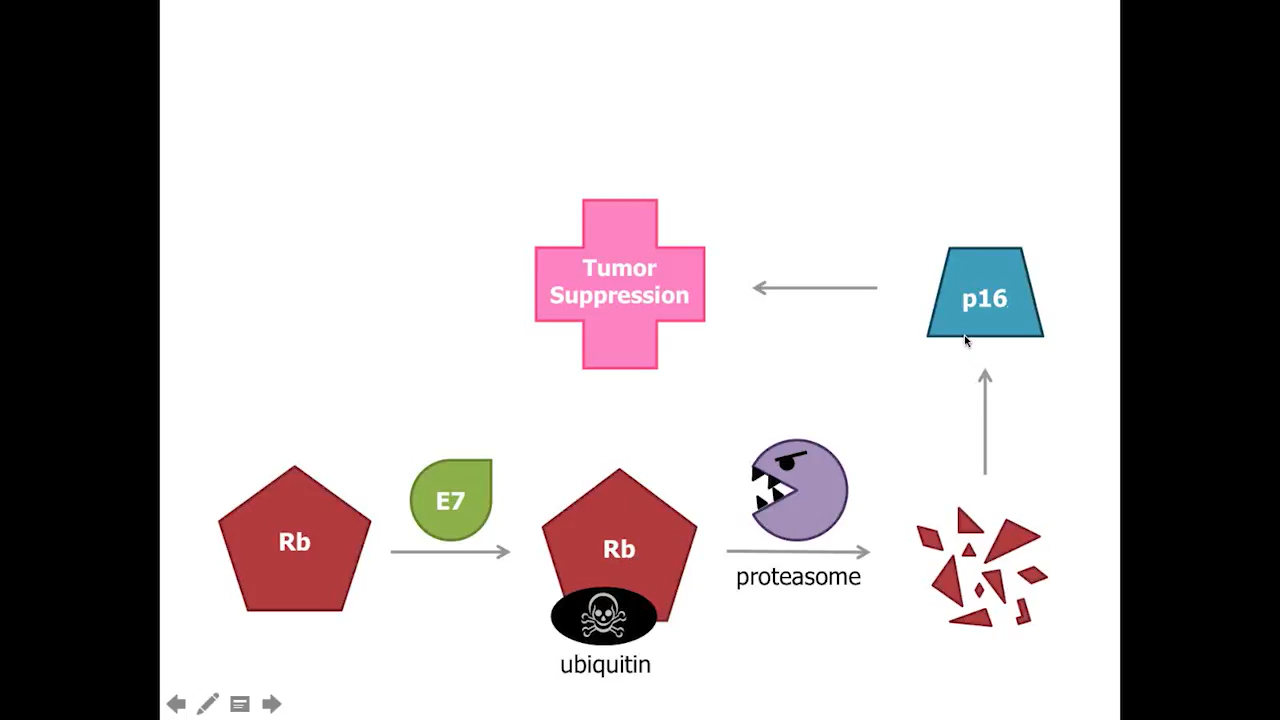 Tumor
Suppression
p16
Rb
E7
Rb
proteasome
ubiquitin